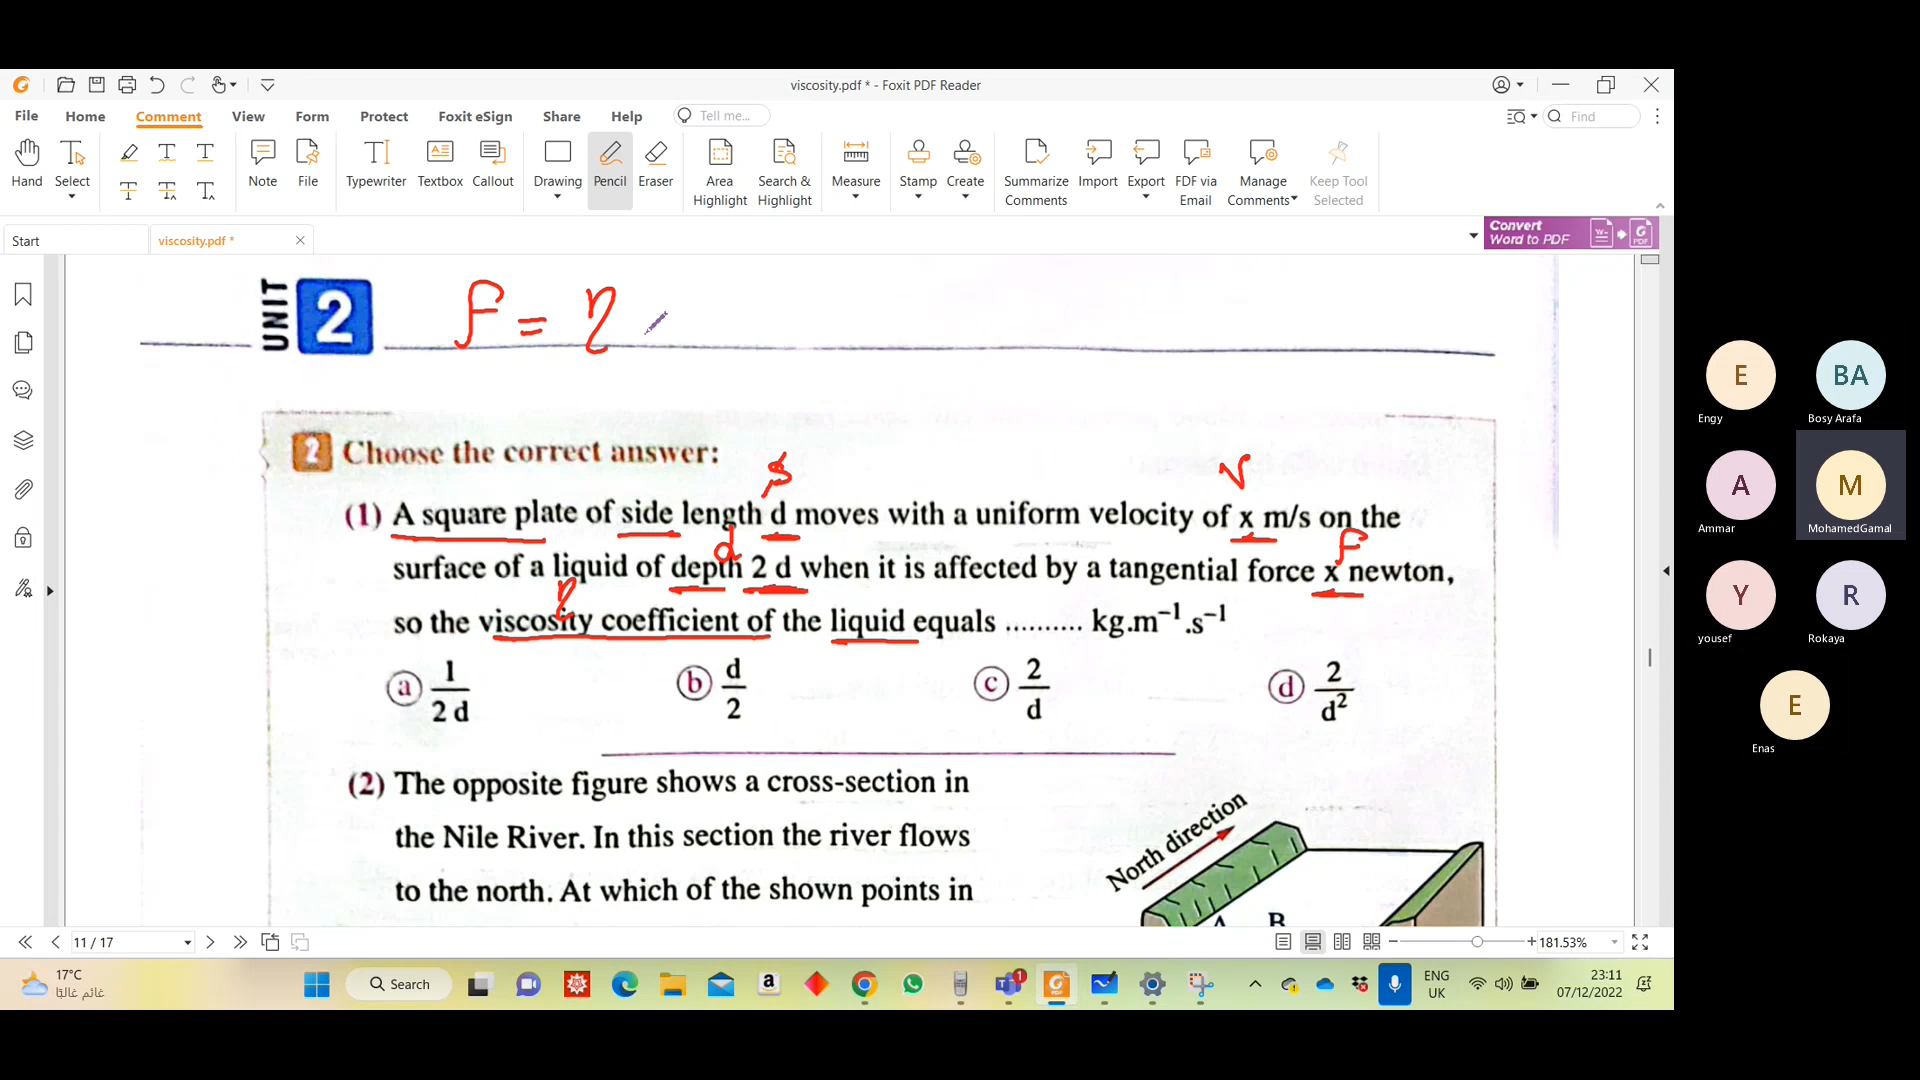 viscosity.pdf * - Foxit PDF Reader
File Home Comment View Form Protect Foxit eSign Share Help Tell me... Find
Hand Select Note File Typewriter Textbox Callout Drawing Pencil Eraser Area Highlight Search & Highlight Measure Stamp Create Summarize Comments Import Export FDF via Email Manage Comments Keep Tool Selected
Start viscosity.pdf * Convert Word to PDF
UNIT 2 F = η
2 Choose the correct answer:
s v
(1) A square plate of side length d moves with a uniform velocity of x m/s on the
d F
surface of a liquid of depth 2 d when it is affected by a tangential force x newton,
η
so the viscosity coefficient of the liquid equals .......... kg.m⁻¹.s⁻¹
a 1/2 d b d/2 c 2/d d 2/d²
(2) The opposite figure shows a cross-section in
the Nile River. In this section the river flows
to the north. At which of the shown points in
North direction
A B
11 / 17 181.53%
17°C
غائم غالبًا
Search
1
ENG
UK
23:11
07/12/2022
E
Engy
BA
Bosy Arafa
A
Ammar
M
MohamedGamal
Y
yousef
R
Rokaya
E
Enas